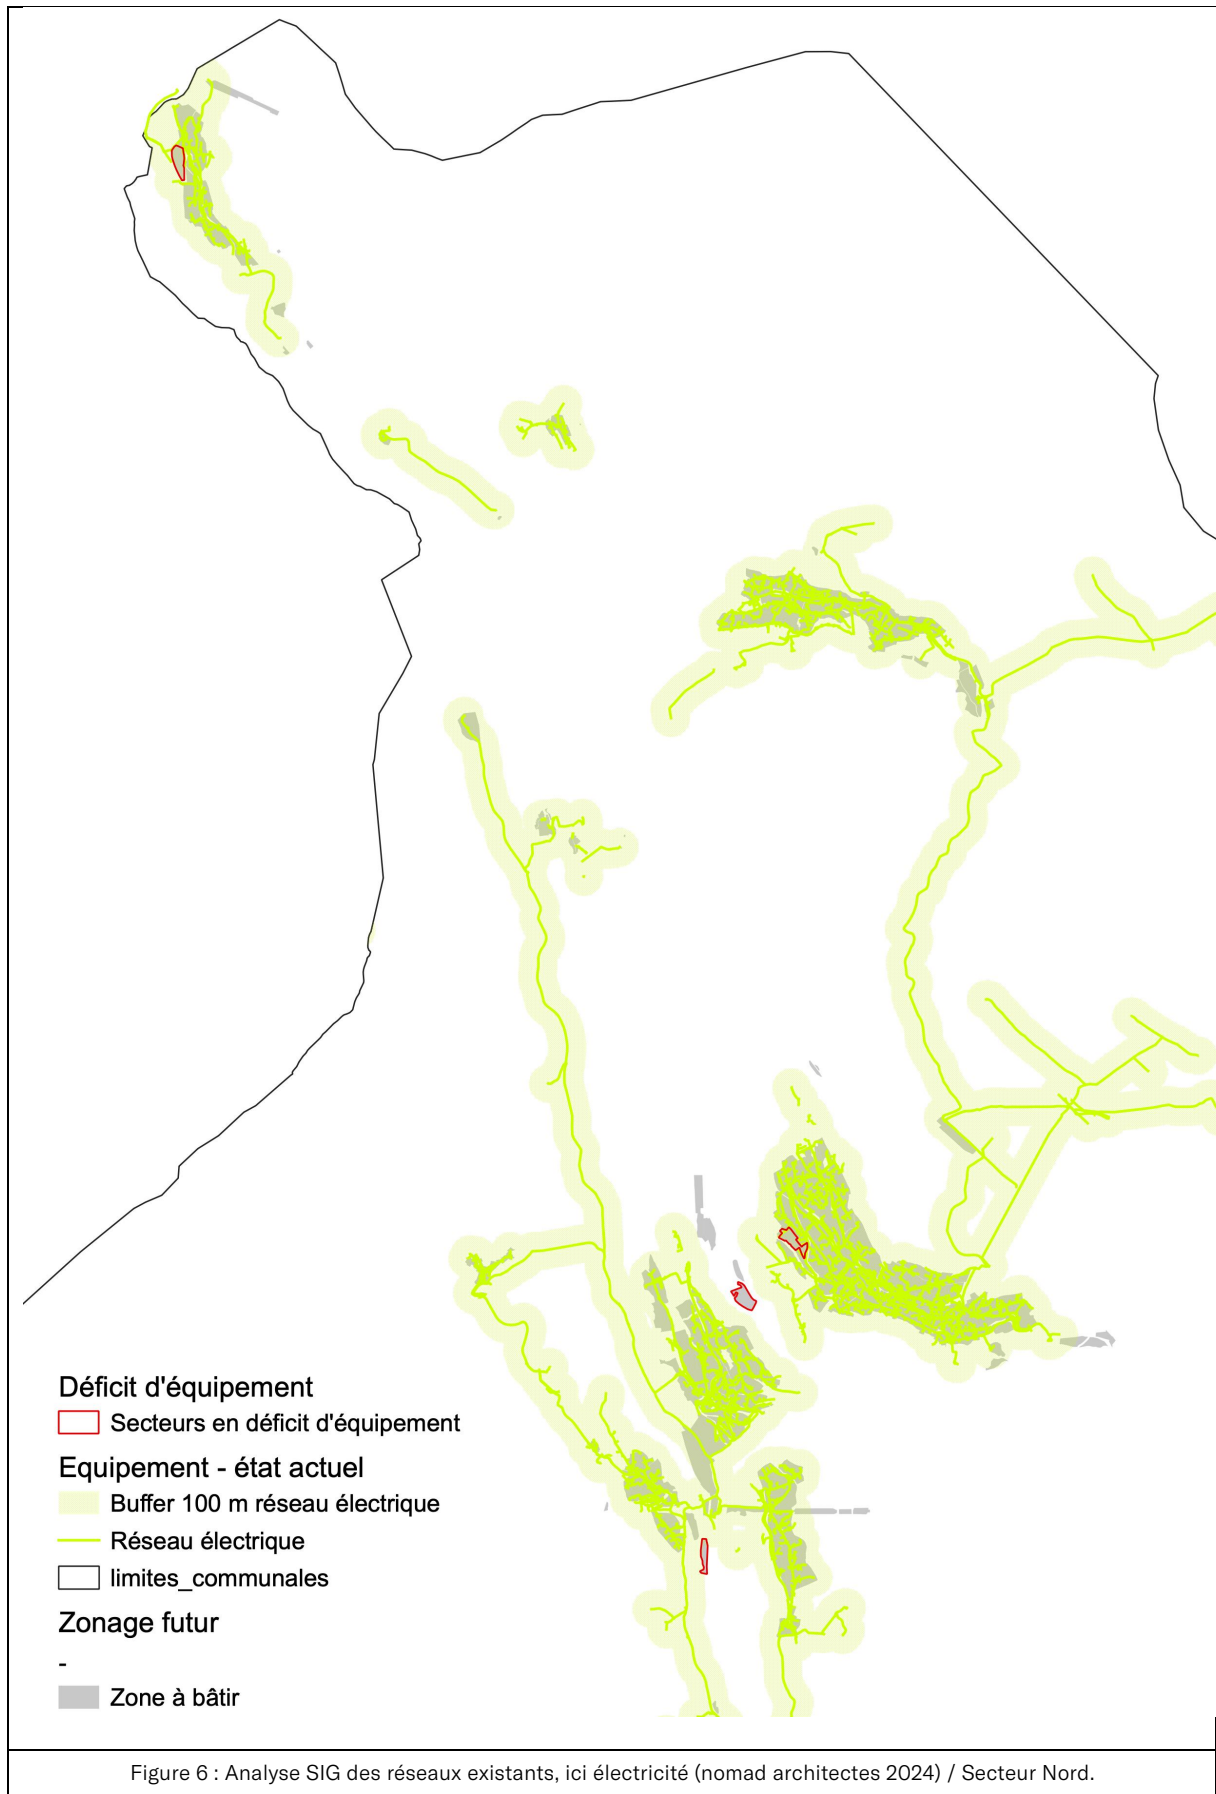 Déficit d'équipement
Secteurs en déficit d'équipement
Equipement - état actuel
Buffer 100 m réseau électrique
Réseau électrique
limites_communales
Zonage futur
-
Zone à bâtir
Figure 6 : Analyse SIG des réseaux existants, ici électricité (nomad architectes 2024) / Secteur Nord.